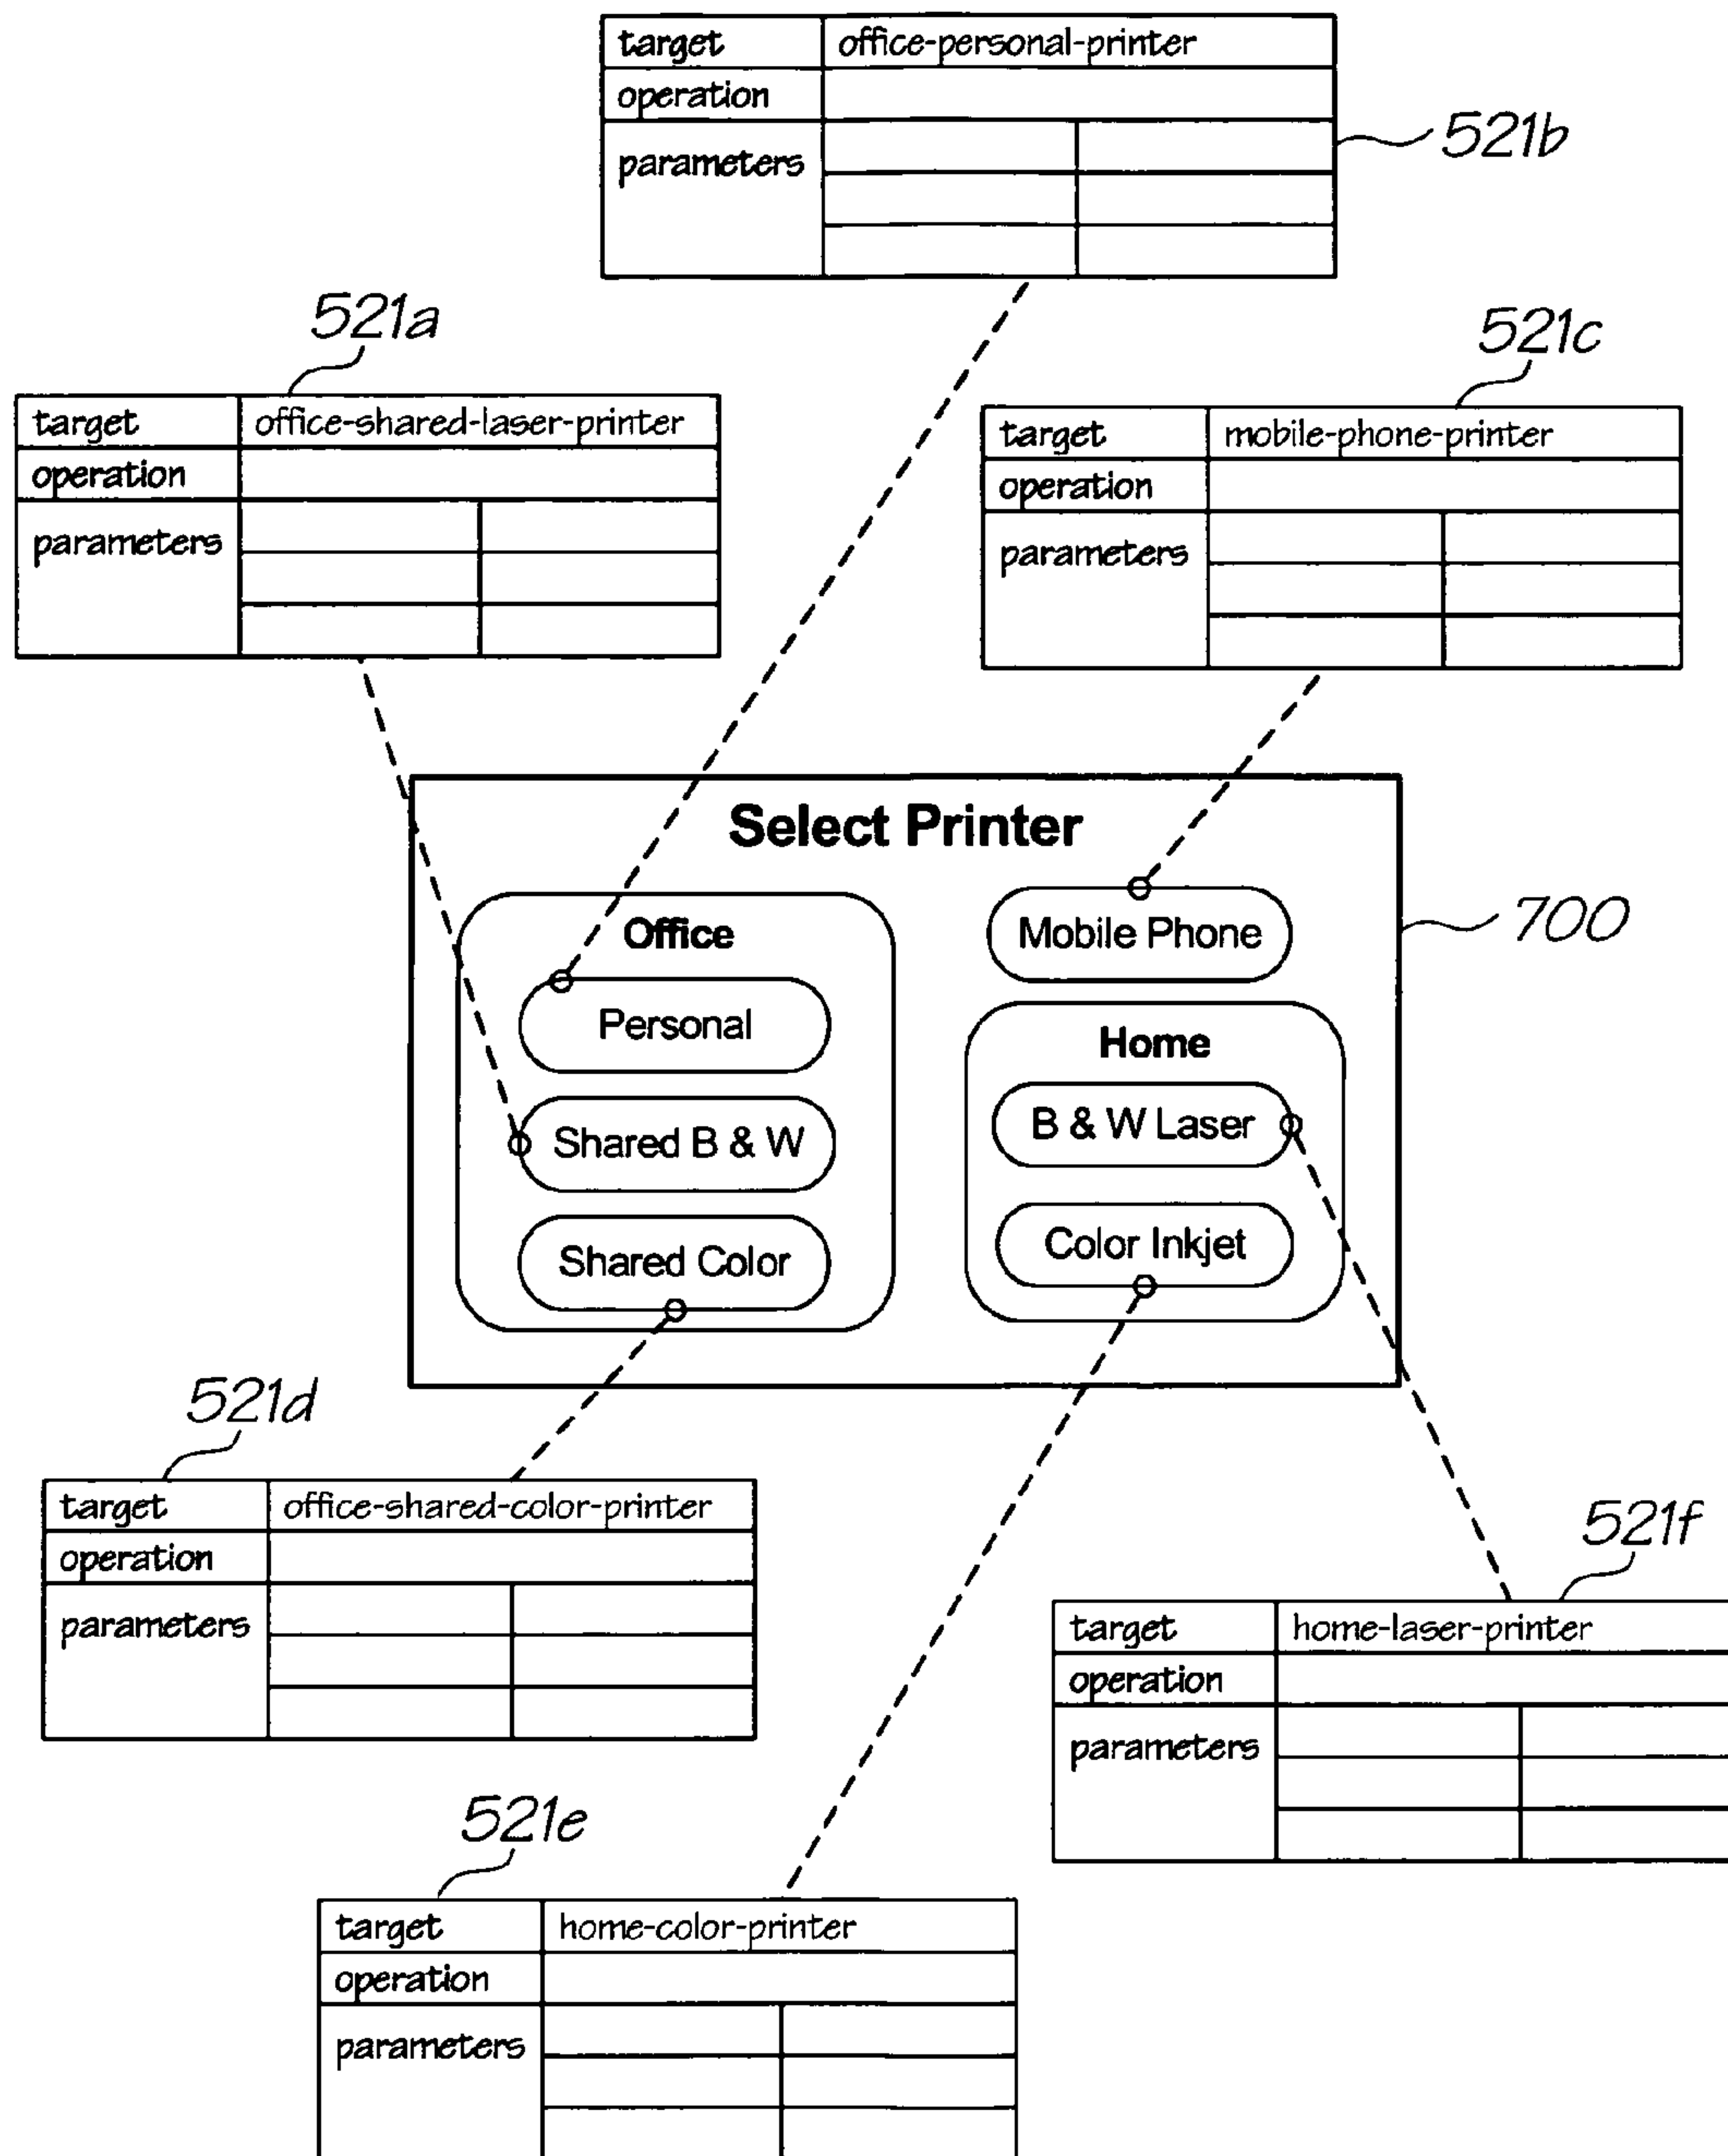 target office-personal-printer
operation
parameters
521b
521a
target office-shared-laser-printer
operation
parameters
521c
target mobile-phone-printer
operation
parameters
Select Printer
700
Office
Personal
Shared B & W
Shared Color
Mobile Phone
Home
B & W Laser
Color Inkjet
521d
target office-shared-color-printer
operation
parameters
521f
target home-laser-printer
operation
parameters
521e
target home-color-printer
operation
parameters